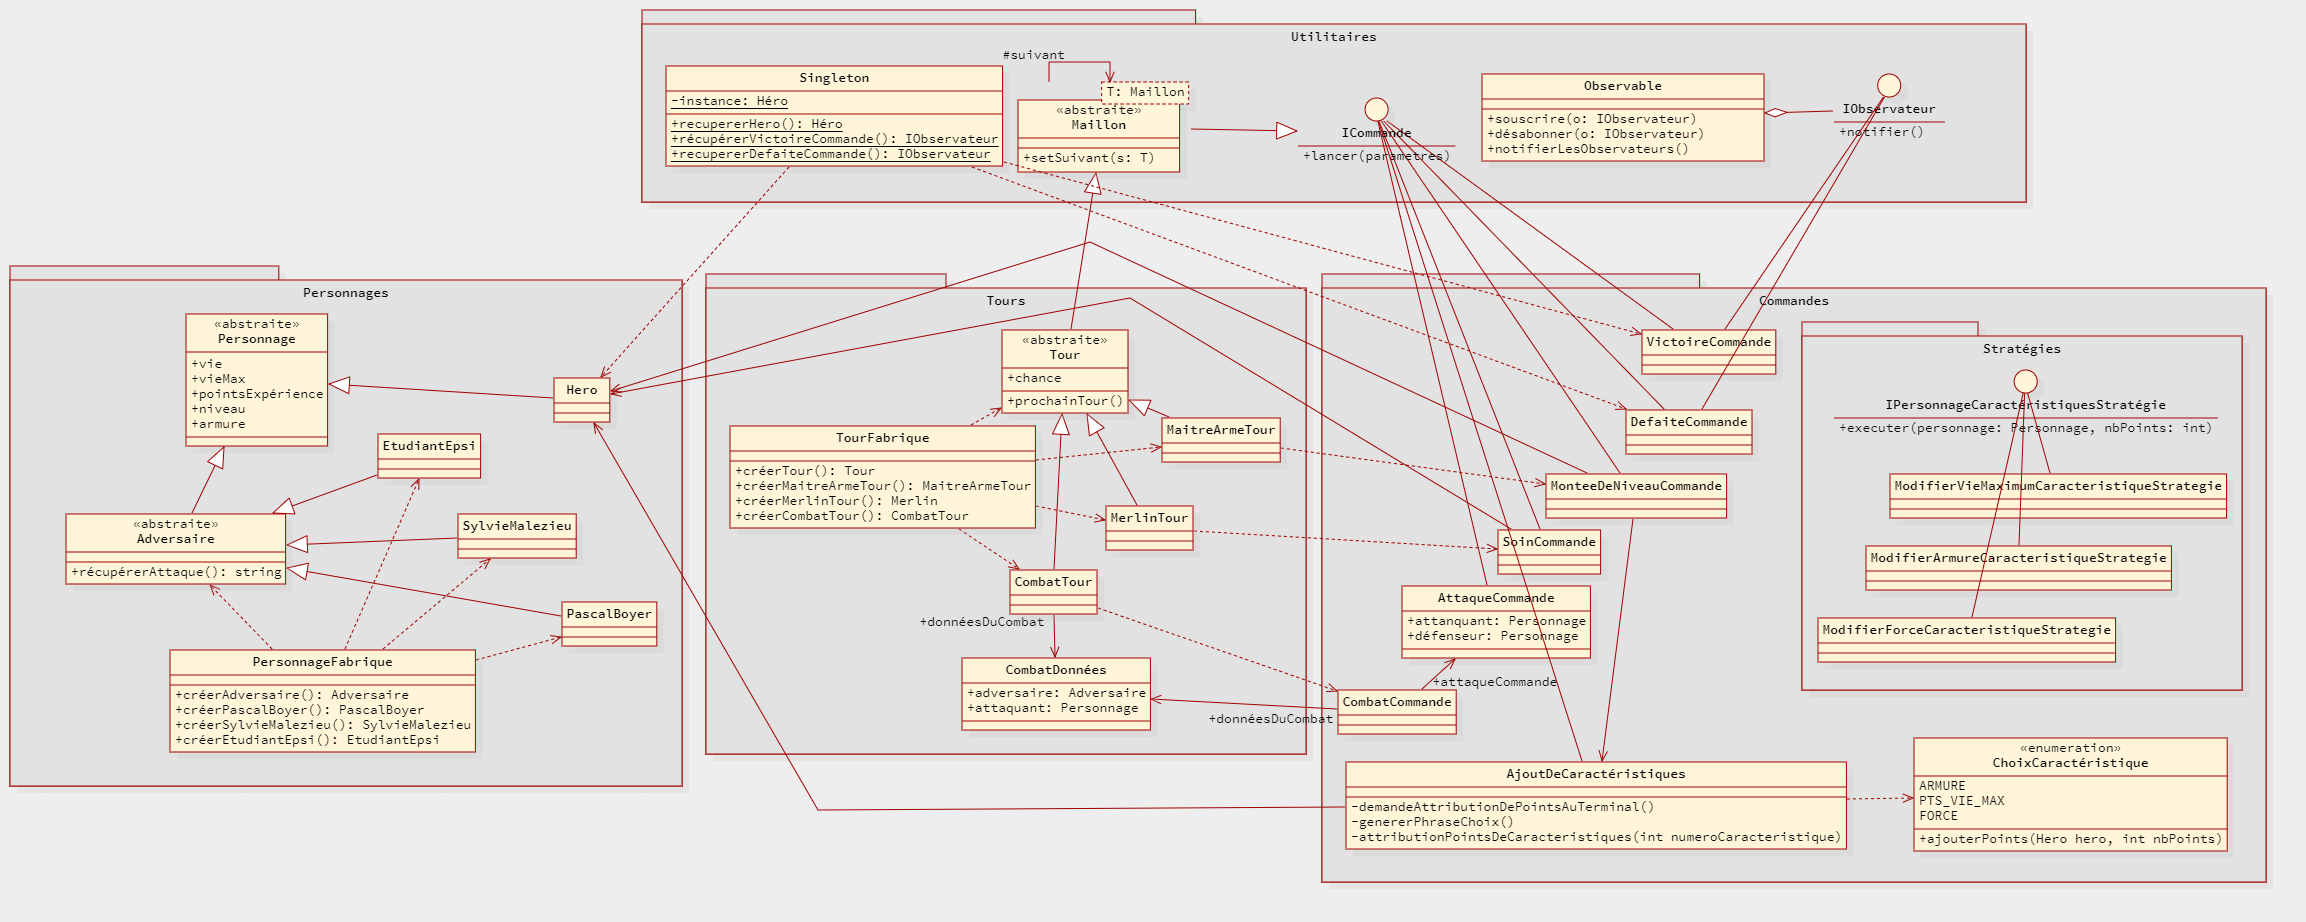 Utilitaires
#suivant
Singleton
-instance: Héro
+recupererHero(): Héro
+récupérerVictoireCommande(): IObservateur
+recupererDefaiteCommande(): IObservateur
T: Maillon
«abstraite»
Maillon
+setSuivant(s: T)
ICommande
+lancer(parametres)
Observable
+souscrire(o: IObservateur)
+désabonner(o: IObservateur)
+notifierLesObservateurs()
IObservateur
+notifier()
Personnages
«abstraite»
Personnage
+vie
+vieMax
+pointsExpérience
+niveau
+armure
Hero
EtudiantEpsi
«abstraite»
Adversaire
+récupérerAttaque(): string
SylvieMalezieu
PascalBoyer
PersonnageFabrique
+créerAdversaire(): Adversaire
+créerPascalBoyer(): PascalBoyer
+créerSylvieMalezieu(): SylvieMalezieu
+créerEtudiantEpsi(): EtudiantEpsi
Tours
«abstraite»
Tour
+chance
+prochainTour()
TourFabrique
+créerTour(): Tour
+créerMaitreArmeTour(): MaitreArmeTour
+créerMerlinTour(): Merlin
+créerCombatTour(): CombatTour
MaitreArmeTour
MerlinTour
CombatTour
+donnéesDuCombat
CombatDonnées
+adversaire: Adversaire
+attaquant: Personnage
Commandes
VictoireCommande
DefaiteCommande
MonteeDeNiveauCommande
SoinCommande
AttaqueCommande
+attanquant: Personnage
+défenseur: Personnage
+attaqueCommande
CombatCommande
+donnéesDuCombat
Stratégies
IPersonnageCaractéristiquesStratégie
+executer(personnage: Personnage, nbPoints: int)
ModifierVieMaximumCaracteristiqueStrategie
ModifierArmureCaracteristiqueStrategie
ModifierForceCaracteristiqueStrategie
AjoutDeCaractéristiques
-demandeAttributionDePointsAuTerminal()
-genererPhraseChoix()
-attributionPointsDeCaracteristiques(int numeroCaracteristique)
«enumeration»
ChoixCaractéristique
ARMURE
PTS_VIE_MAX
FORCE
+ajouterPoints(Hero hero, int nbPoints)